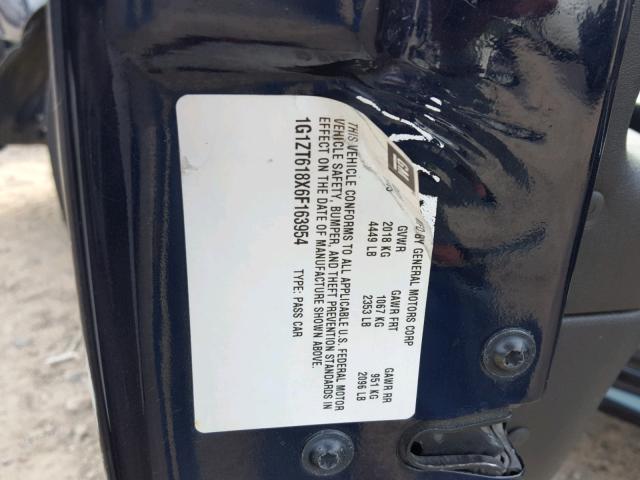 GM
FD BY GENERAL MOTORS CORP
GVWR GAWR FRT GAWR RR
2018 KG 1067 KG 951 KG
4449 LB 2353 LB 2096 LB
THIS VEHICLE CONFORMS TO ALL APPLICABLE U.S. FEDERAL MOTOR
VEHICLE SAFETY, BUMPER, AND THEFT PREVENTION STANDARDS IN
EFFECT ON THE DATE OF MANUFACTURE SHOWN ABOVE.
1G1ZT618X6F163954 TYPE: PASS CAR